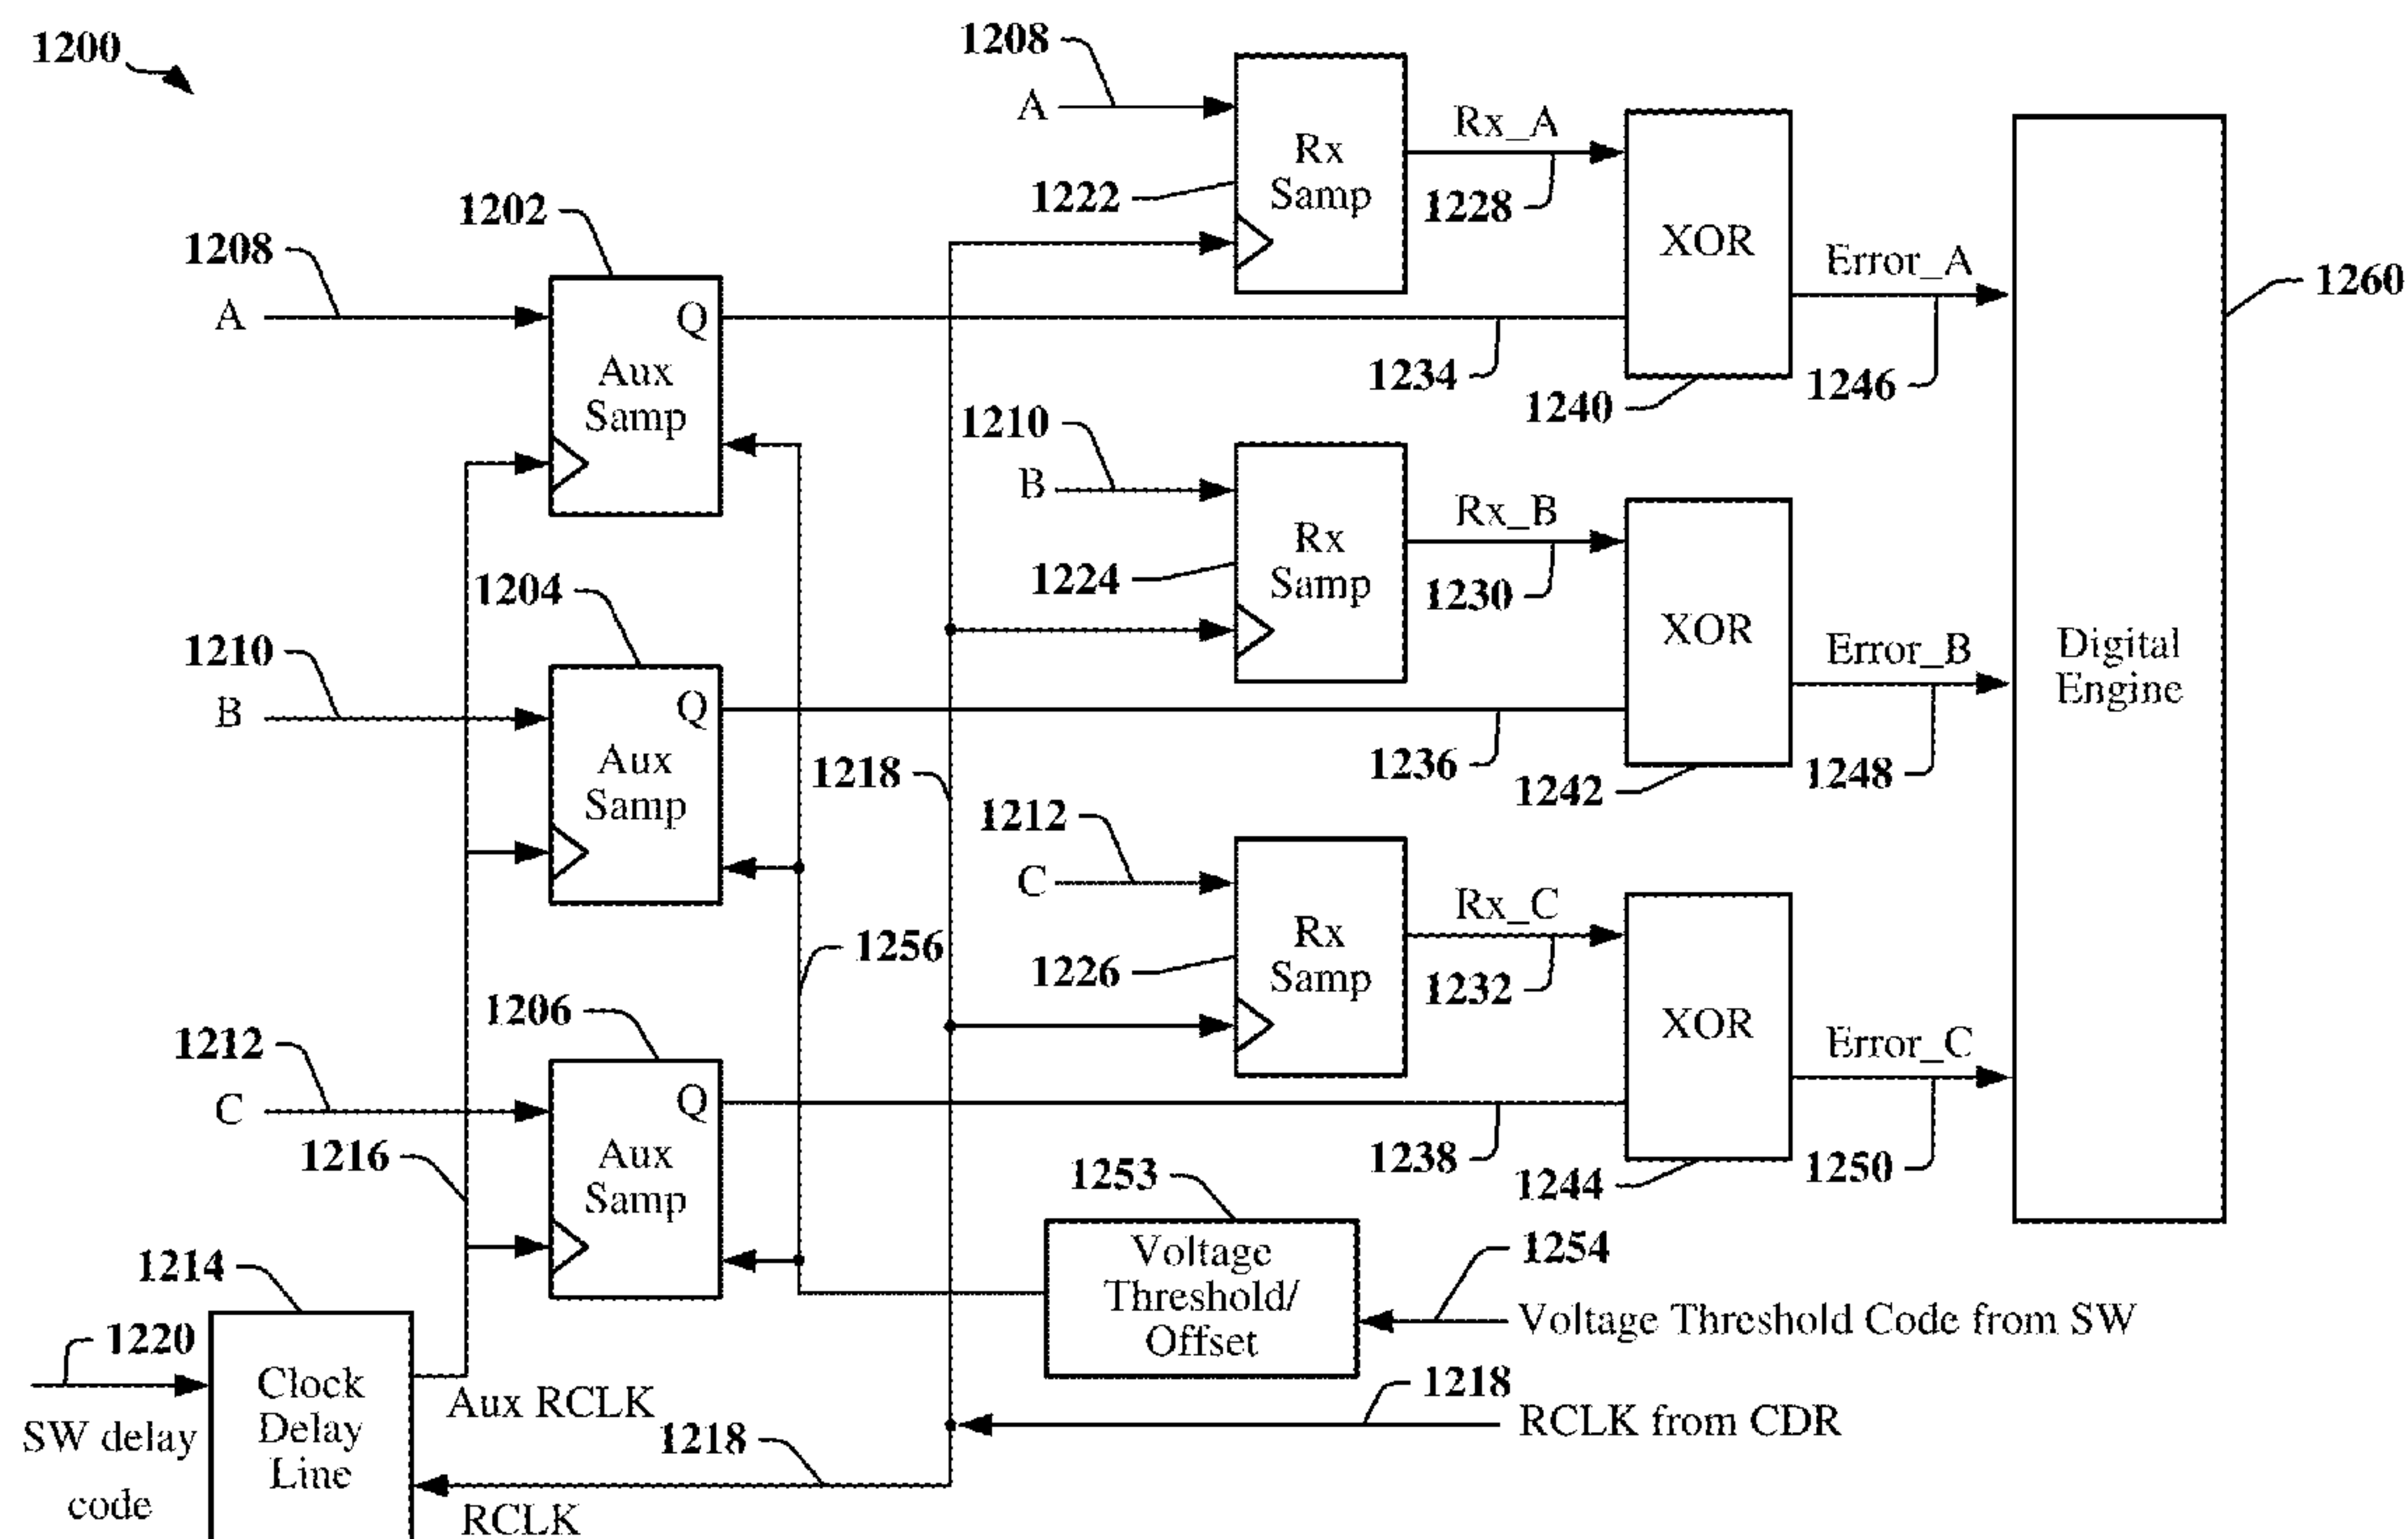 1200
1208
A
Rx
Samp
1222
Rx_A
1228
XOR
Error_A
1260
1202
1208
A
Q
Aux
Samp
1234
1240
1246
1210
B
Rx
Samp
1224
Rx_B
1230
XOR
Error_B
Digital
Engine
1204
1210
B
Q
Aux
Samp
1218
1236
1242
1248
1212
C
Rx
Samp
1226
Rx_C
1232
XOR
Error_C
1256
1206
1212
C
Q
Aux
Samp
1216
1238
1244
1250
1253
Voltage
Threshold/
Offset
1254
Voltage Threshold Code from SW
1214
1220
SW delay
code
Clock
Delay
Line
Aux RCLK
1218
RCLK
1218
RCLK from CDR